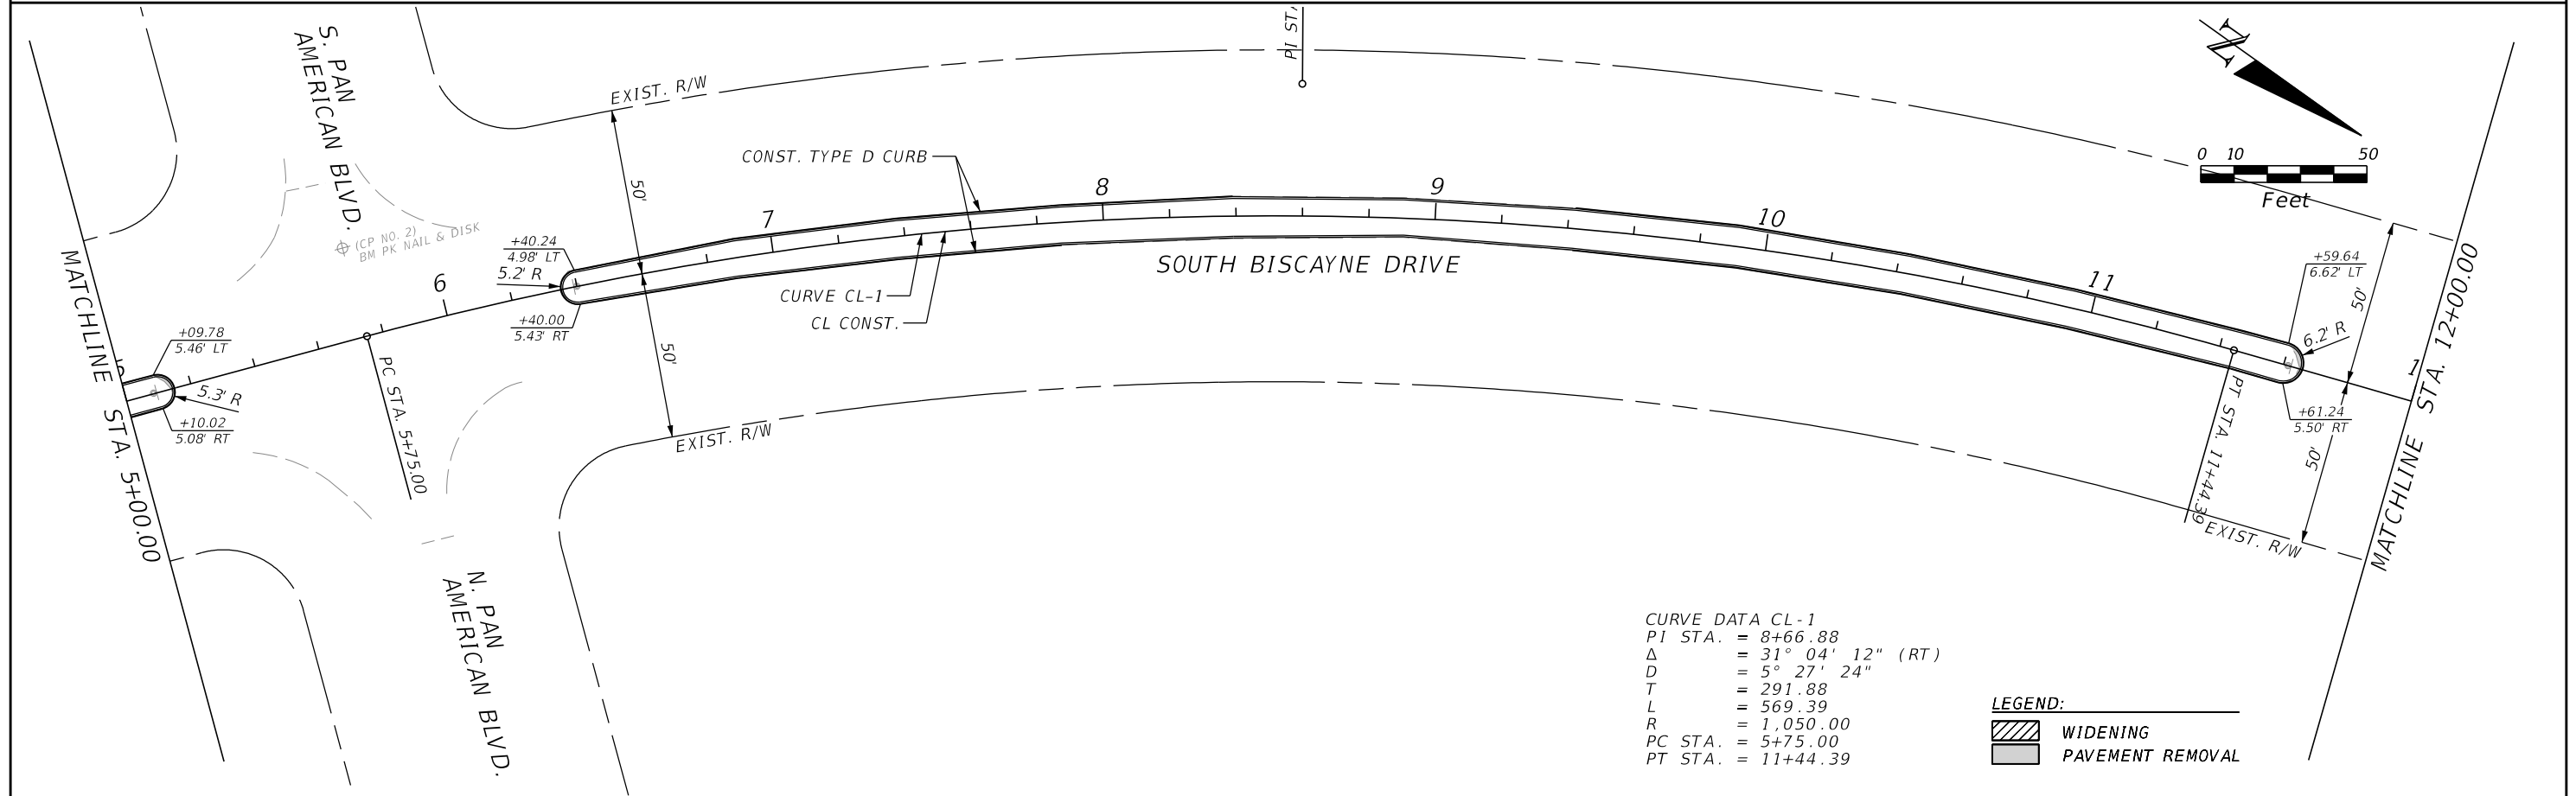 S. PAN
AMERICAN BLVD.
EXIST. R/W
PI ST
N
0 10 50
Feet
CONST. TYPE D CURB
50'
50'
6
7
8
9
10
11
1
(CP NO. 2)
BM PK NAIL & DISK
+40.24
4.98' LT
5.2' R
+40.00
5.43' RT
CURVE CL-1
CL CONST.
SOUTH BISCAYNE DRIVE
MATCHLINE STA. 5+00.00
+09.78
5.46' LT
5.3' R
+10.02
5.08' RT
PC STA. 5+75.00
EXIST. R/W
N. PAN
AMERICAN BLVD.
+59.64
6.62' LT
6.2' R
+61.24
5.50' RT
50'
50'
PT STA. 11+44.39
EXIST. R/W
MATCHLINE STA. 12+00.00
CURVE DATA CL-1
PI STA. = 8+66.88
Δ = 31° 04' 12" (RT)
D = 5° 27' 24"
T = 291.88
L = 569.39
R = 1,050.00
PC STA. = 5+75.00
PT STA. = 11+44.39
LEGEND:
WIDENING
PAVEMENT REMOVAL